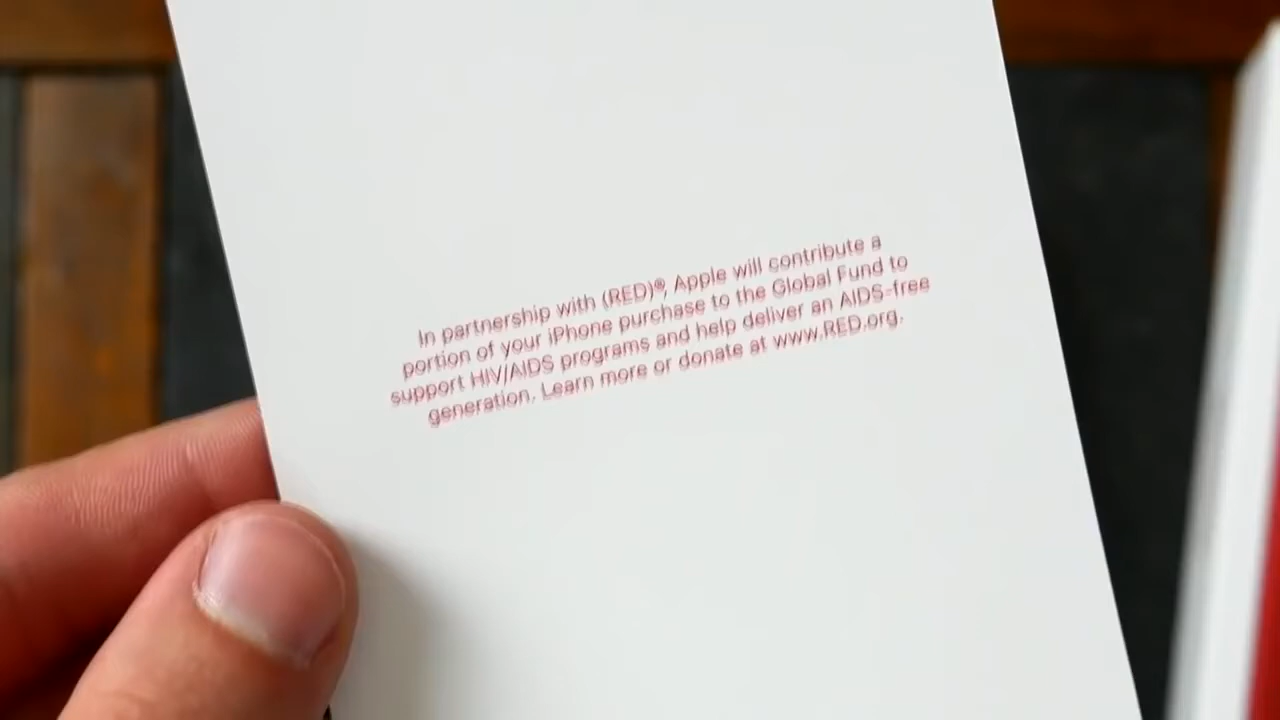 In partnership with (RED)®, Apple will contribute a
portion of your iPhone purchase to the Global Fund to
support HIV/AIDS programs and help deliver an AIDS-free
generation. Learn more or donate at www.RED.org.